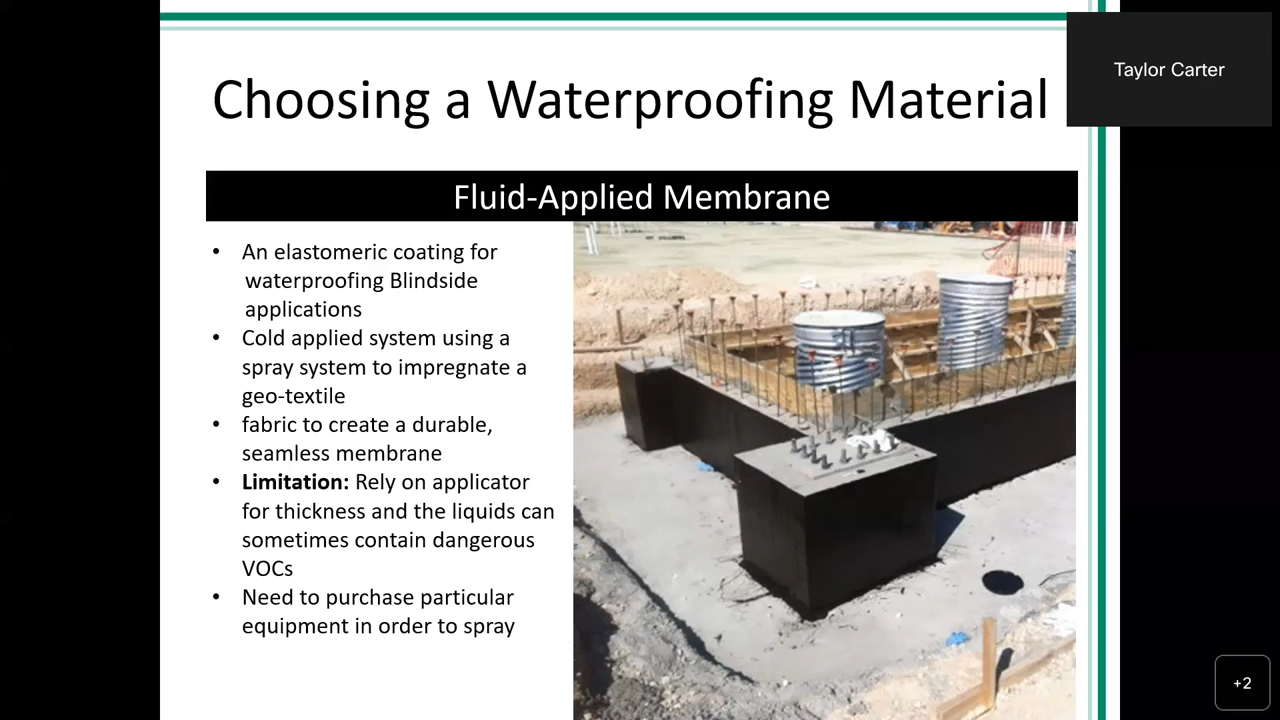 Choosing a Waterproofing Material
Taylor Carter
Fluid-Applied Membrane
• An elastomeric coating for
waterproofing Blindside
applications
• Cold applied system using a
spray system to impregnate a
geo-textile
• fabric to create a durable,
seamless membrane
• Limitation: Rely on applicator
for thickness and the liquids can
sometimes contain dangerous
VOCs
• Need to purchase particular
equipment in order to spray
+2